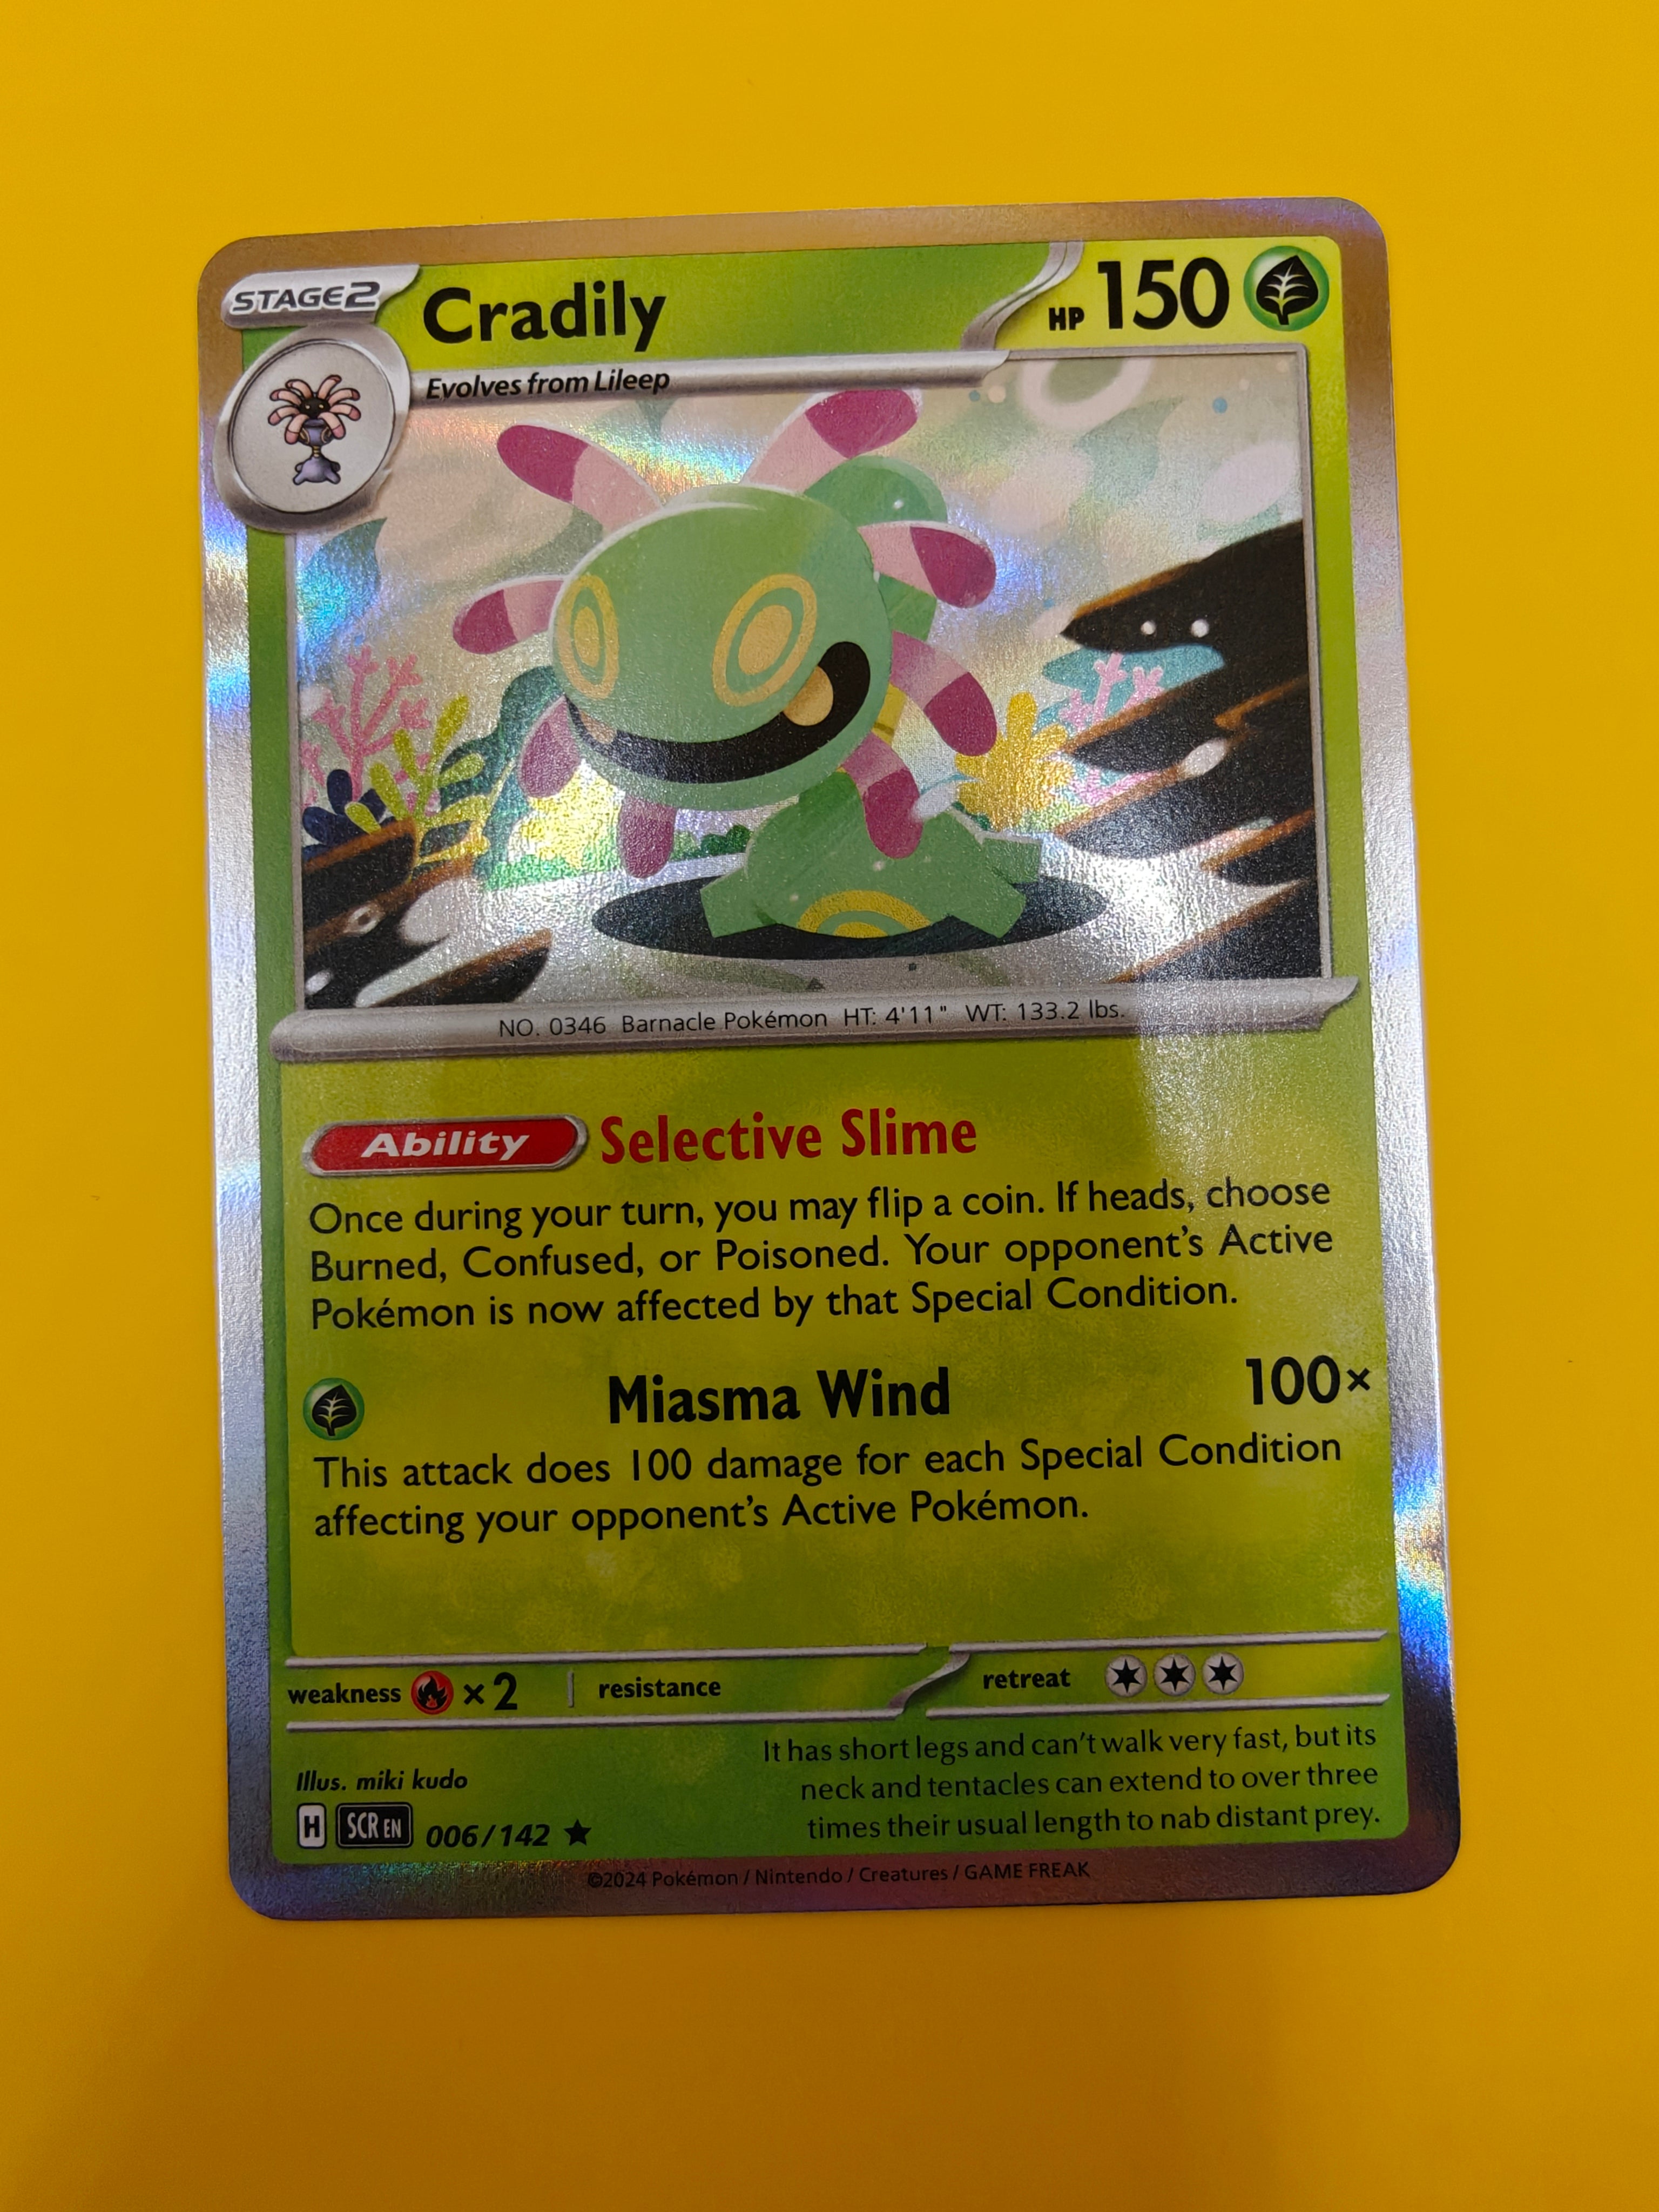 STAGE2
Cradily
HP 150
Evolves from Lileep
NO. 0346 Barnacle Pokémon HT: 4'11" WT: 133.2 lbs.
Ability Selective Slime
Once during your turn, you may flip a coin. If heads, choose
Burned, Confused, or Poisoned. Your opponent's Active
Pokémon is now affected by that Special Condition.
Miasma Wind 100×
This attack does 100 damage for each Special Condition
affecting your opponent's Active Pokémon.
weakness ×2 resistance retreat
It has short legs and can't walk very fast, but its
neck and tentacles can extend to over three
times their usual length to nab distant prey.
Illus. miki kudo
H SCR EN 006/142 ★
©2024 Pokémon / Nintendo / Creatures / GAME FREAK